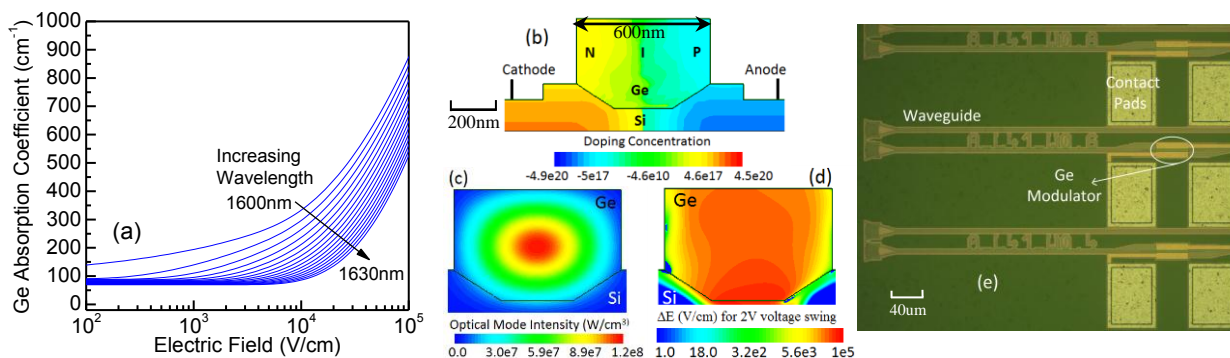 Ge Absorption Coefficient (cm⁻¹)
1000
900
800
700
600
500
400
300
200
100
0
10²
10³
10⁴
10⁵
Electric Field (V/cm)
(a)
Increasing
Wavelength
1600nm
1630nm
(b)
600nm
N
I
P
Cathode
Anode
Ge
Si
200nm
Doping Concentration
-4.9e20
-5e17
-4.6e10
4.6e17
4.5e20
(c)
Ge
Si
Optical Mode Intensity (W/cm³)
0.0
3.0e7
5.9e7
8.9e7
1.2e8
(d)
Ge
Si
ΔE (V/cm) for 2V voltage swing
1.0
18.0
3.2e2
5.6e3
1e5
Contact
Pads
Waveguide
Ge
Modulator
(e)
40um